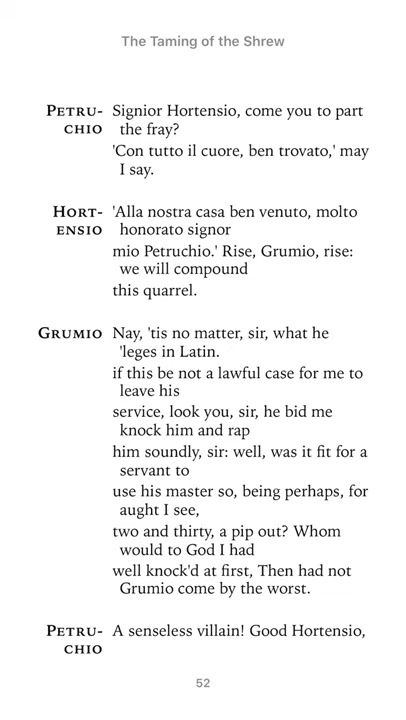 The Taming of the Shrew
PETRU- Signior Hortensio, come you to part
CHIO the fray?
'Con tutto il cuore, ben trovato,' may
I say.
HORT- 'Alla nostra casa ben venuto, molto
ENSIO honorato signor
mio Petruchio.' Rise, Grumio, rise:
we will compound
this quarrel.
GRUMIO Nay, 'tis no matter, sir, what he
'leges in Latin.
if this be not a lawful case for me to
leave his
service, look you, sir, he bid me
knock him and rap
him soundly, sir: well, was it fit for a
servant to
use his master so, being perhaps, for
aught I see,
two and thirty, a pip out? Whom
would to God I had
well knock'd at first, Then had not
Grumio come by the worst.
PETRU- A senseless villain! Good Hortensio,
CHIO
52